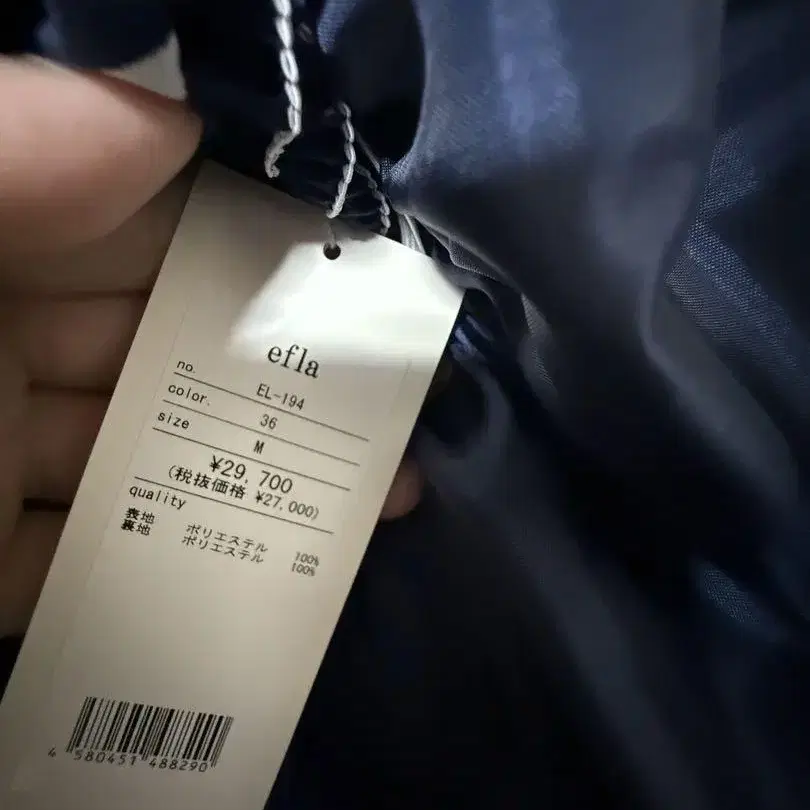 efla
no. EL-194
color. 36
size M
¥29,700
(税抜価格 ¥27,000)
quality
表地 ポリエステル 100%
裏地 ポリエステル 100%
4 580451 488290